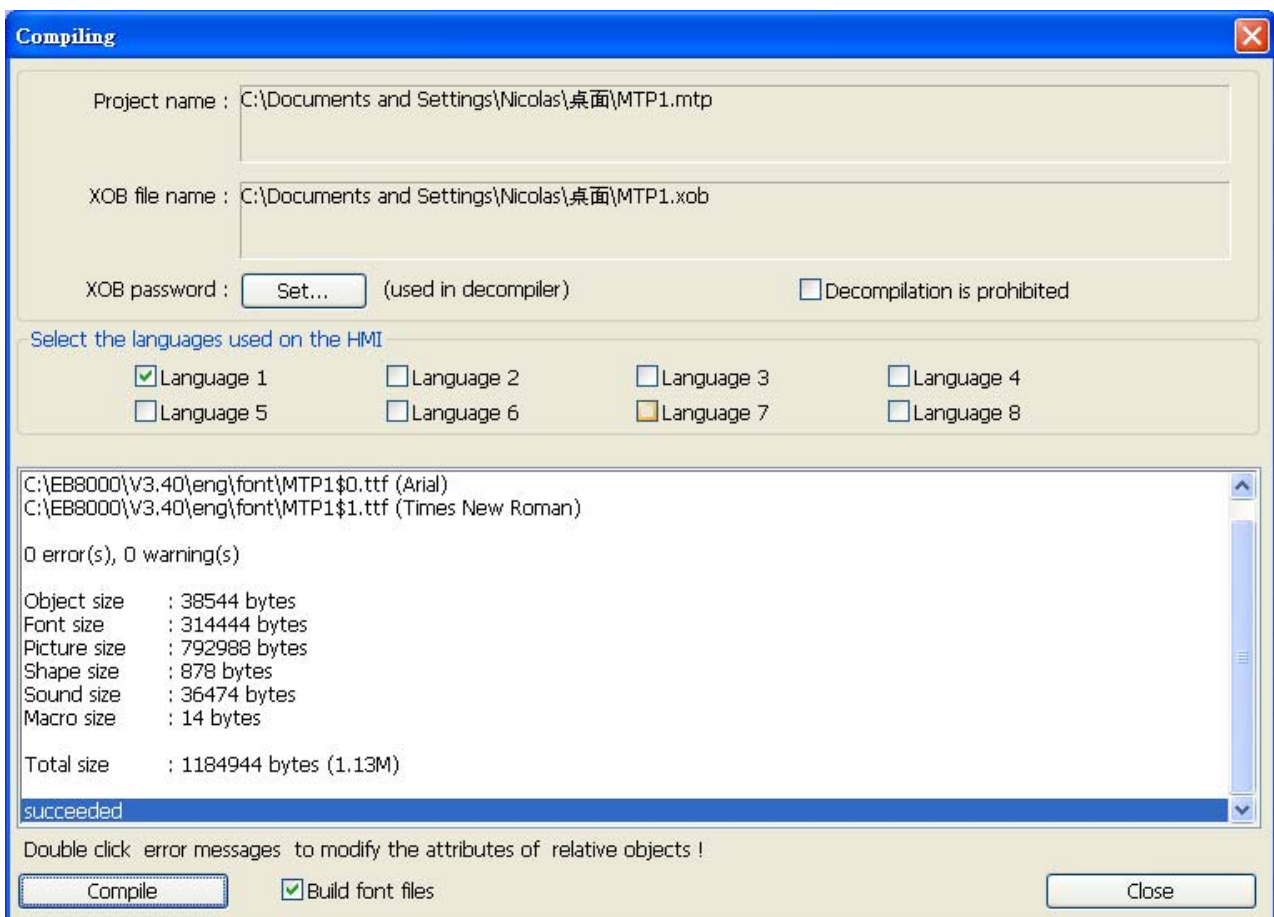 Compiling
Project name : C:\Documents and Settings\Nicolas\桌面\MTP1.mtp
XOB file name : C:\Documents and Settings\Nicolas\桌面\MTP1.xob
XOB password : Set... (used in decompiler) Decompilation is prohibited
Select the languages used on the HMI
Language 1 Language 2 Language 3 Language 4
Language 5 Language 6 Language 7 Language 8
C:\EB8000\V3.40\eng\font\MTP1$0.ttf (Arial)
C:\EB8000\V3.40\eng\font\MTP1$1.ttf (Times New Roman)
0 error(s), 0 warning(s)
Object size : 38544 bytes
Font size : 314444 bytes
Picture size : 792988 bytes
Shape size : 878 bytes
Sound size : 36474 bytes
Macro size : 14 bytes
Total size : 1184944 bytes (1.13M)
succeeded
Double click error messages to modify the attributes of relative objects !
Compile Build font files Close